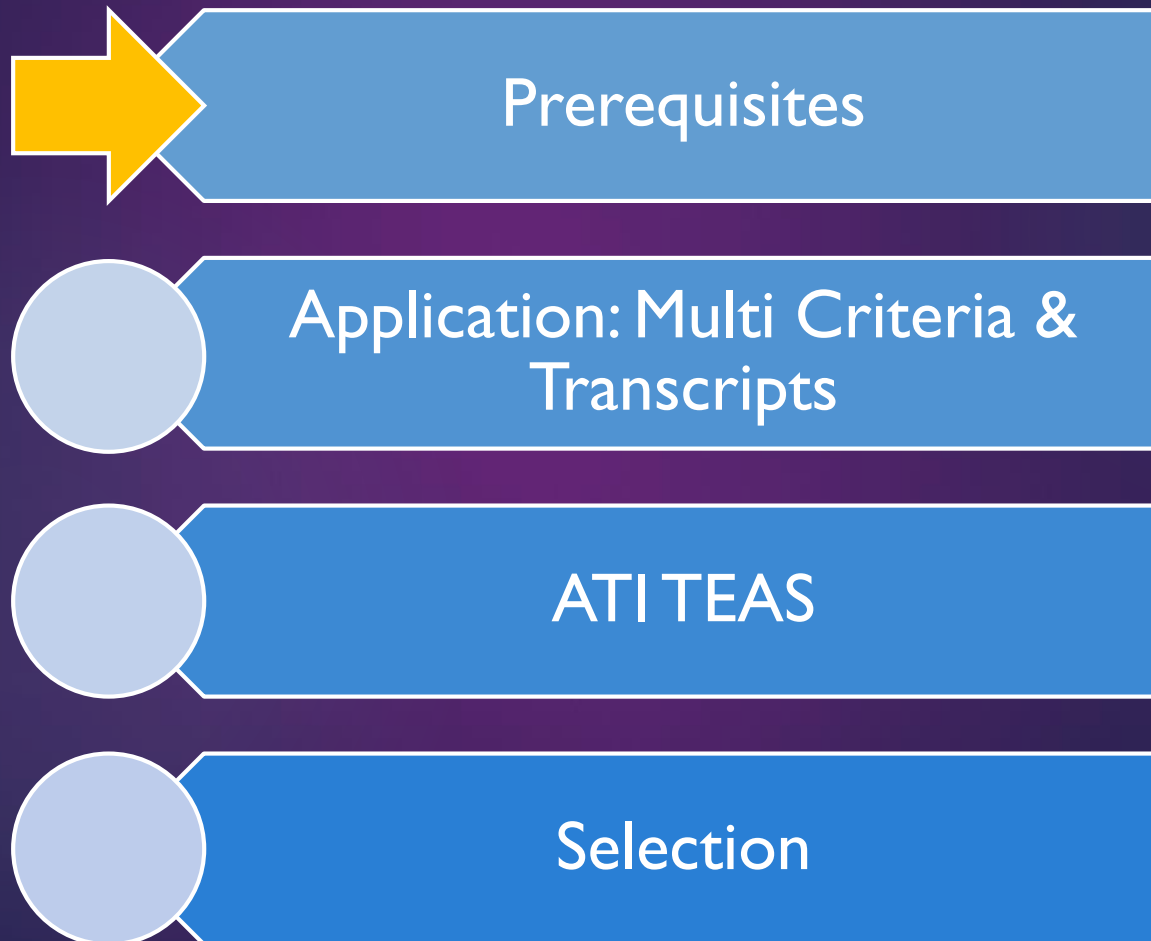 Prerequisites
Application: Multi Criteria &
Transcripts
ATI TEAS
Selection